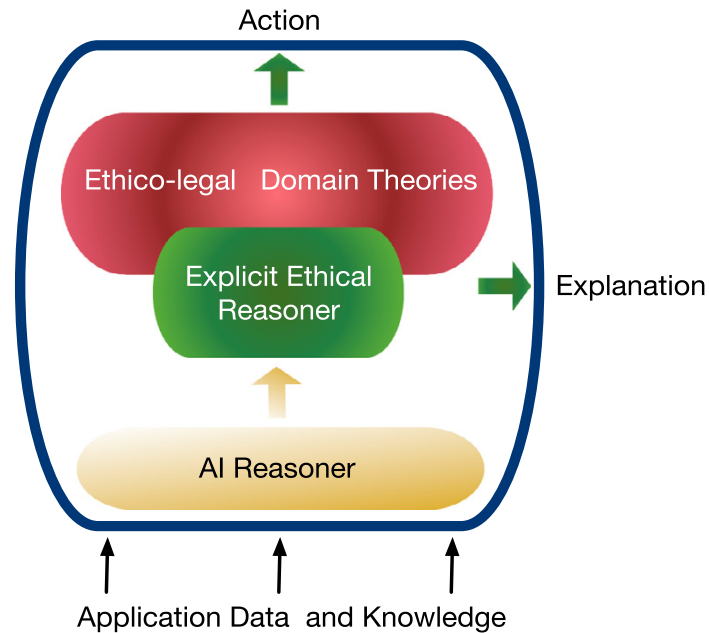 Action
Ethico-legal Domain Theories
Explicit Ethical
Reasoner
Explanation
AI Reasoner
Application Data and Knowledge